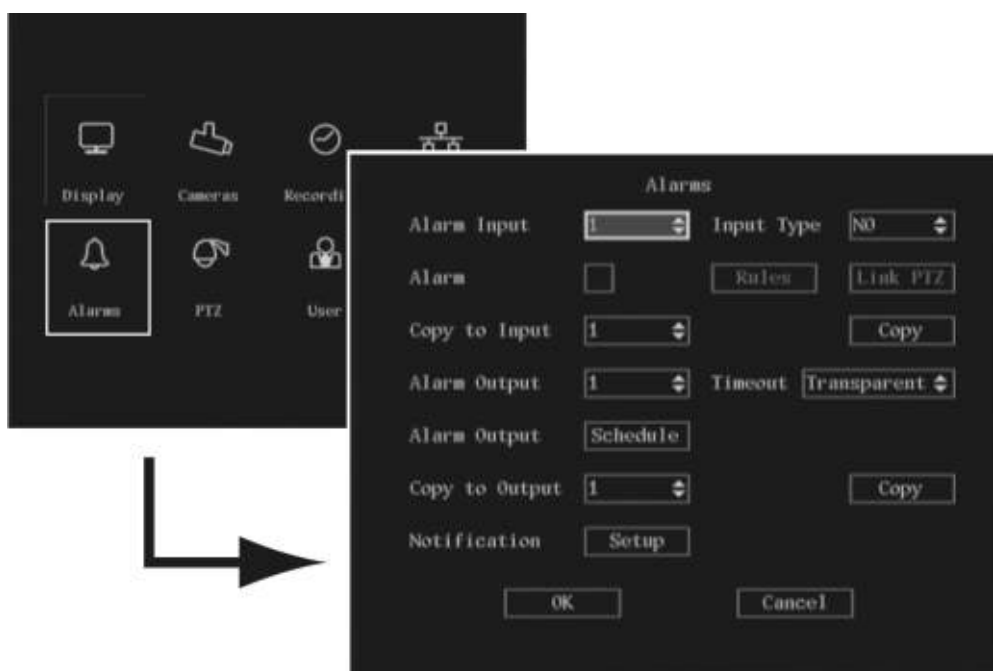 Display Cameras
Alarms PTZ User
Alarms
Alarm Input 1 Input Type NO
Alarm Rules Link PTZ
Copy to Input 1 Copy
Alarm Output 1 Timeout Transparent
Alarm Output Schedule
Copy to Output 1 Copy
Notification Setup
OK Cancel